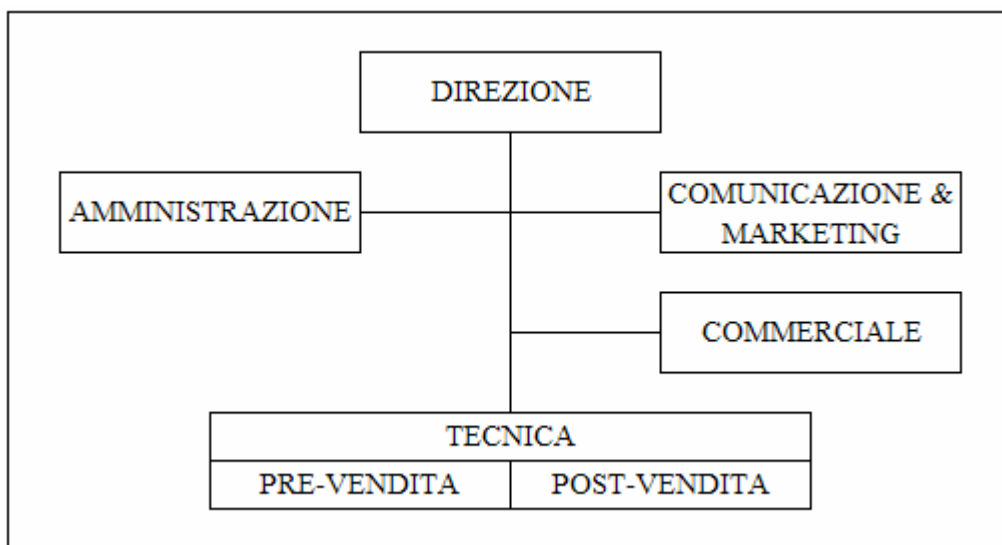 DIREZIONE
AMMINISTRAZIONE
COMUNICAZIONE &
MARKETING
COMMERCIALE
TECNICA
PRE-VENDITA
POST-VENDITA